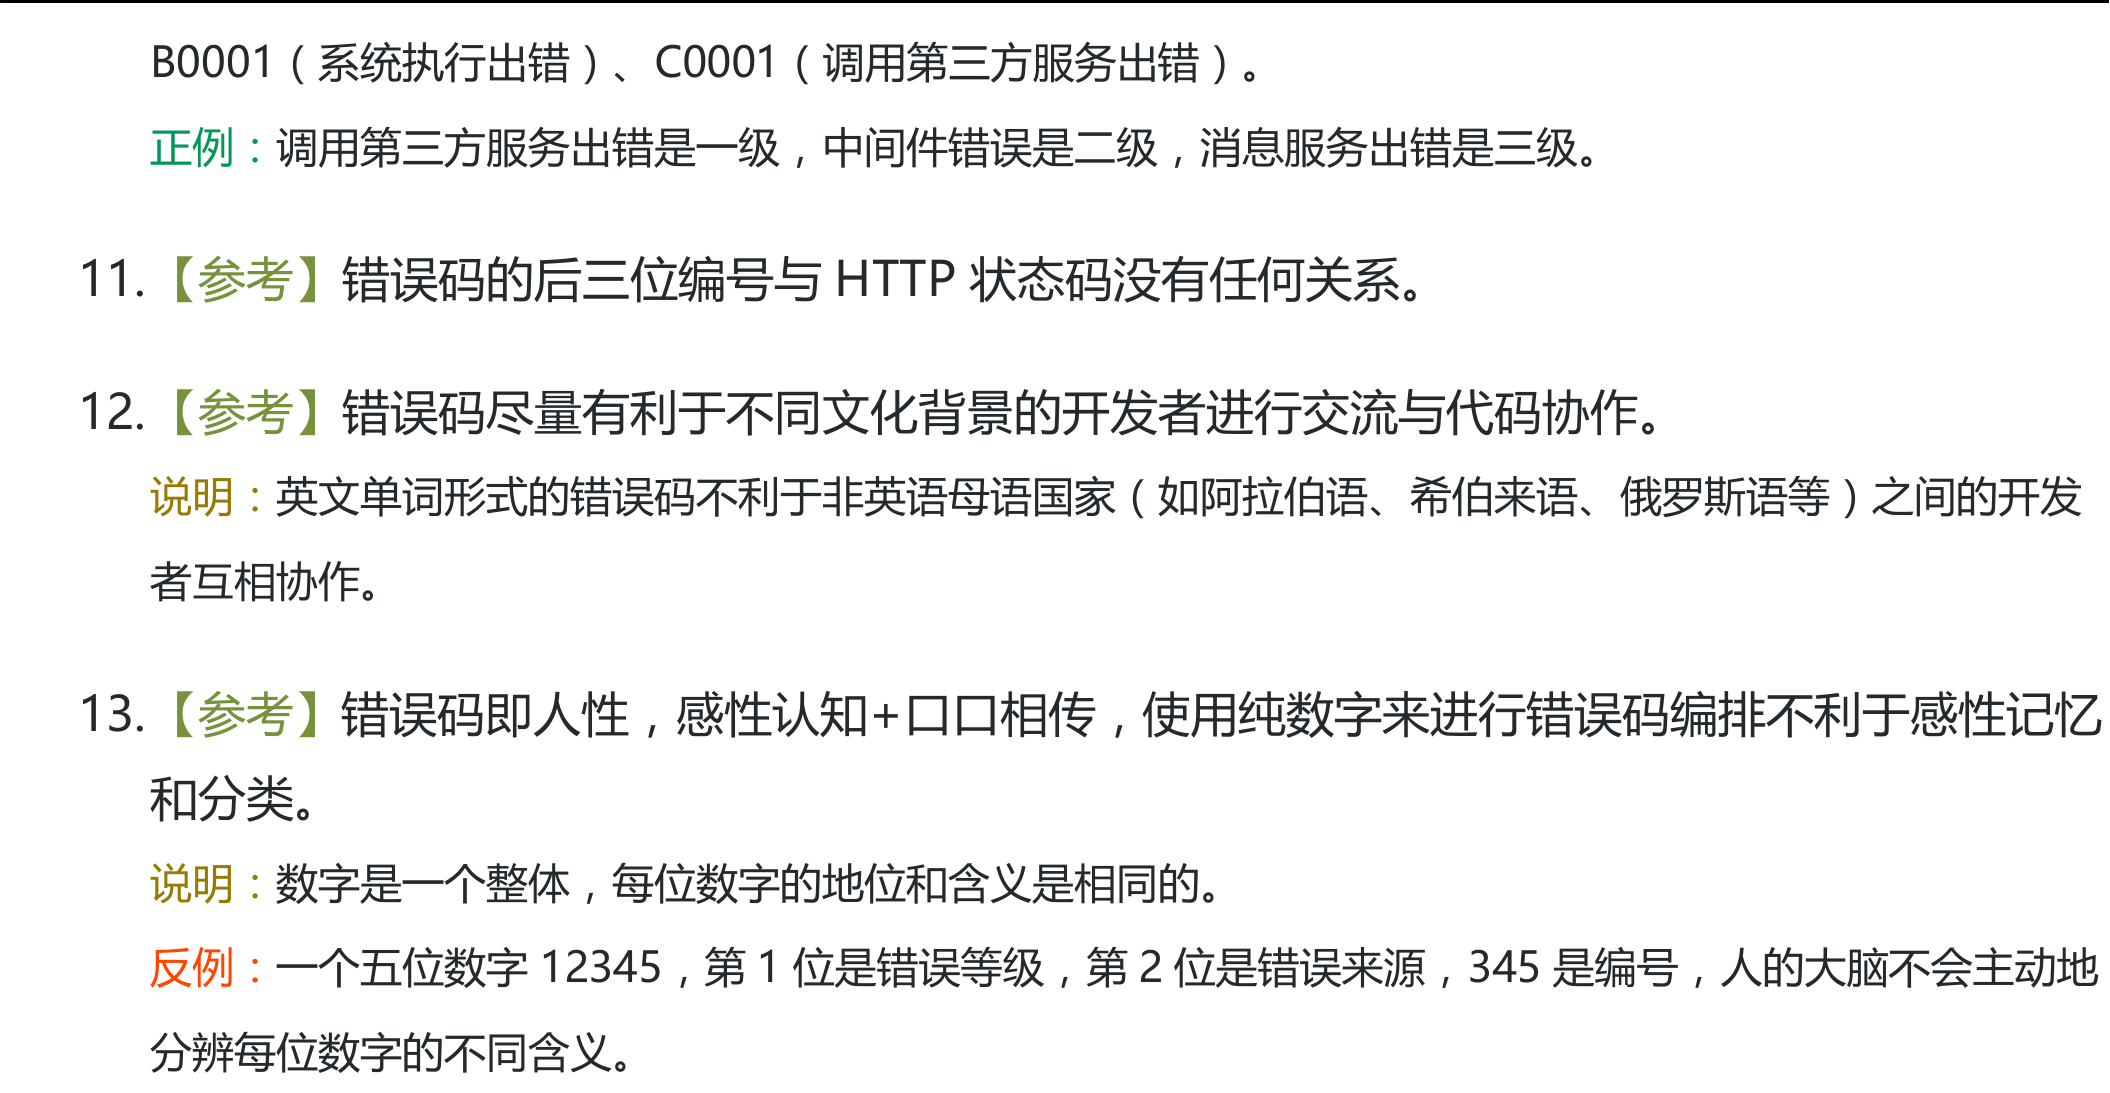 B0001（系统执行出错）、C0001（调用第三方服务出错）。
正例：调用第三方服务出错是一级，中间件错误是二级，消息服务出错是三级。
11.【参考】错误码的后三位编号与 HTTP 状态码没有任何关系。
12.【参考】错误码尽量有利于不同文化背景的开发者进行交流与代码协作。
说明：英文单词形式的错误码不利于非英语母语国家（如阿拉伯语、希伯来语、俄罗斯语等）之间的开发
者互相协作。
13.【参考】错误码即人性，感性认知+口口相传，使用纯数字来进行错误码编排不利于感性记忆
和分类。
说明：数字是一个整体，每位数字的地位和含义是相同的。
反例：一个五位数字 12345，第 1 位是错误等级，第 2 位是错误来源，345 是编号，人的大脑不会主动地
分辨每位数字的不同含义。